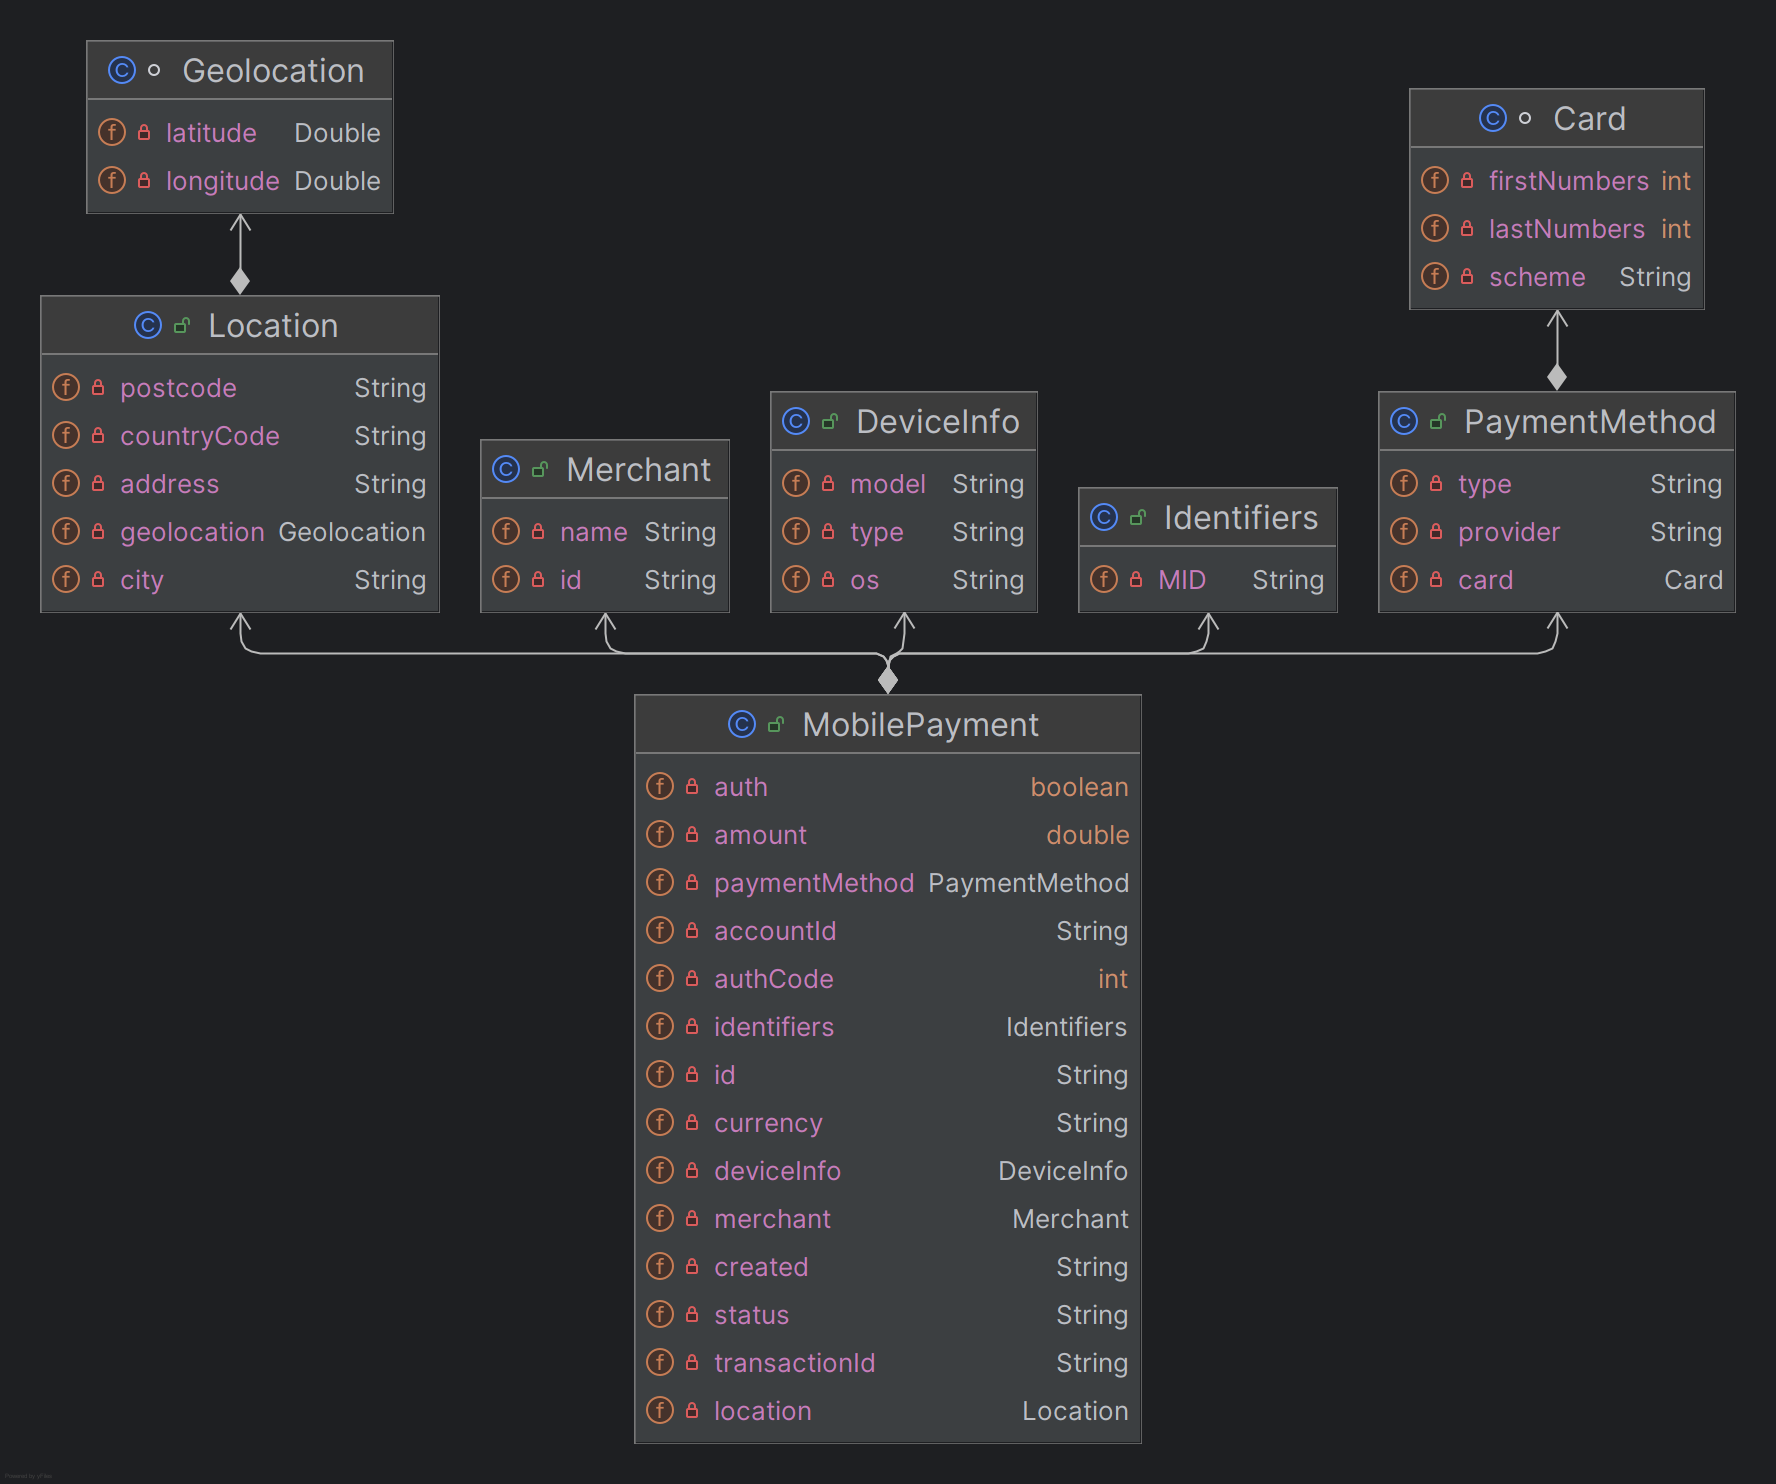 Geolocation
latitude Double
longitude Double
Card
firstNumbers int
lastNumbers int
scheme String
Location
postcode String
countryCode String
address String
geolocation Geolocation
city String
Merchant
name String
id String
DeviceInfo
model String
type String
os String
Identifiers
MID String
PaymentMethod
type String
provider String
card Card
MobilePayment
auth boolean
amount double
paymentMethod PaymentMethod
accountId String
authCode int
identifiers Identifiers
id String
currency String
deviceInfo DeviceInfo
merchant Merchant
created String
status String
transactionId String
location Location
Powered by yFiles